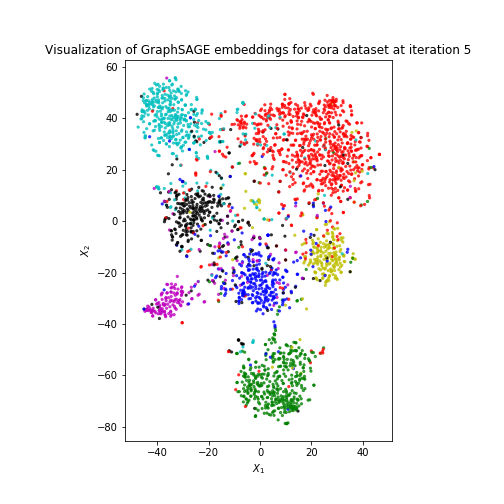 Visualization of GraphSAGE embeddings for cora dataset at iteration 5
60
40
20
0
−20
−40
−60
−80
X₂
−40 −20 0 20 40
X₁